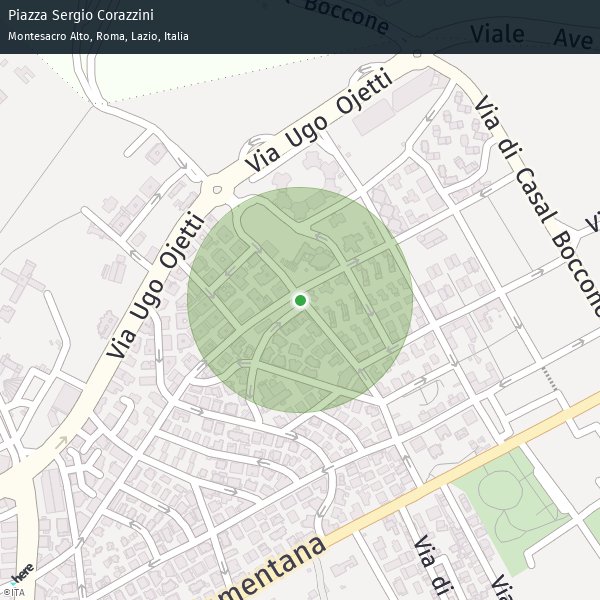 Piazza Sergio Corazzini
Montesacro Alto, Roma, Lazio, Italia
Boccone
Viale Ave
Via Ugo Ojetti
Via di Casal Boccone
Via Ugo Ojetti
mentana
Via di
here
©ITA